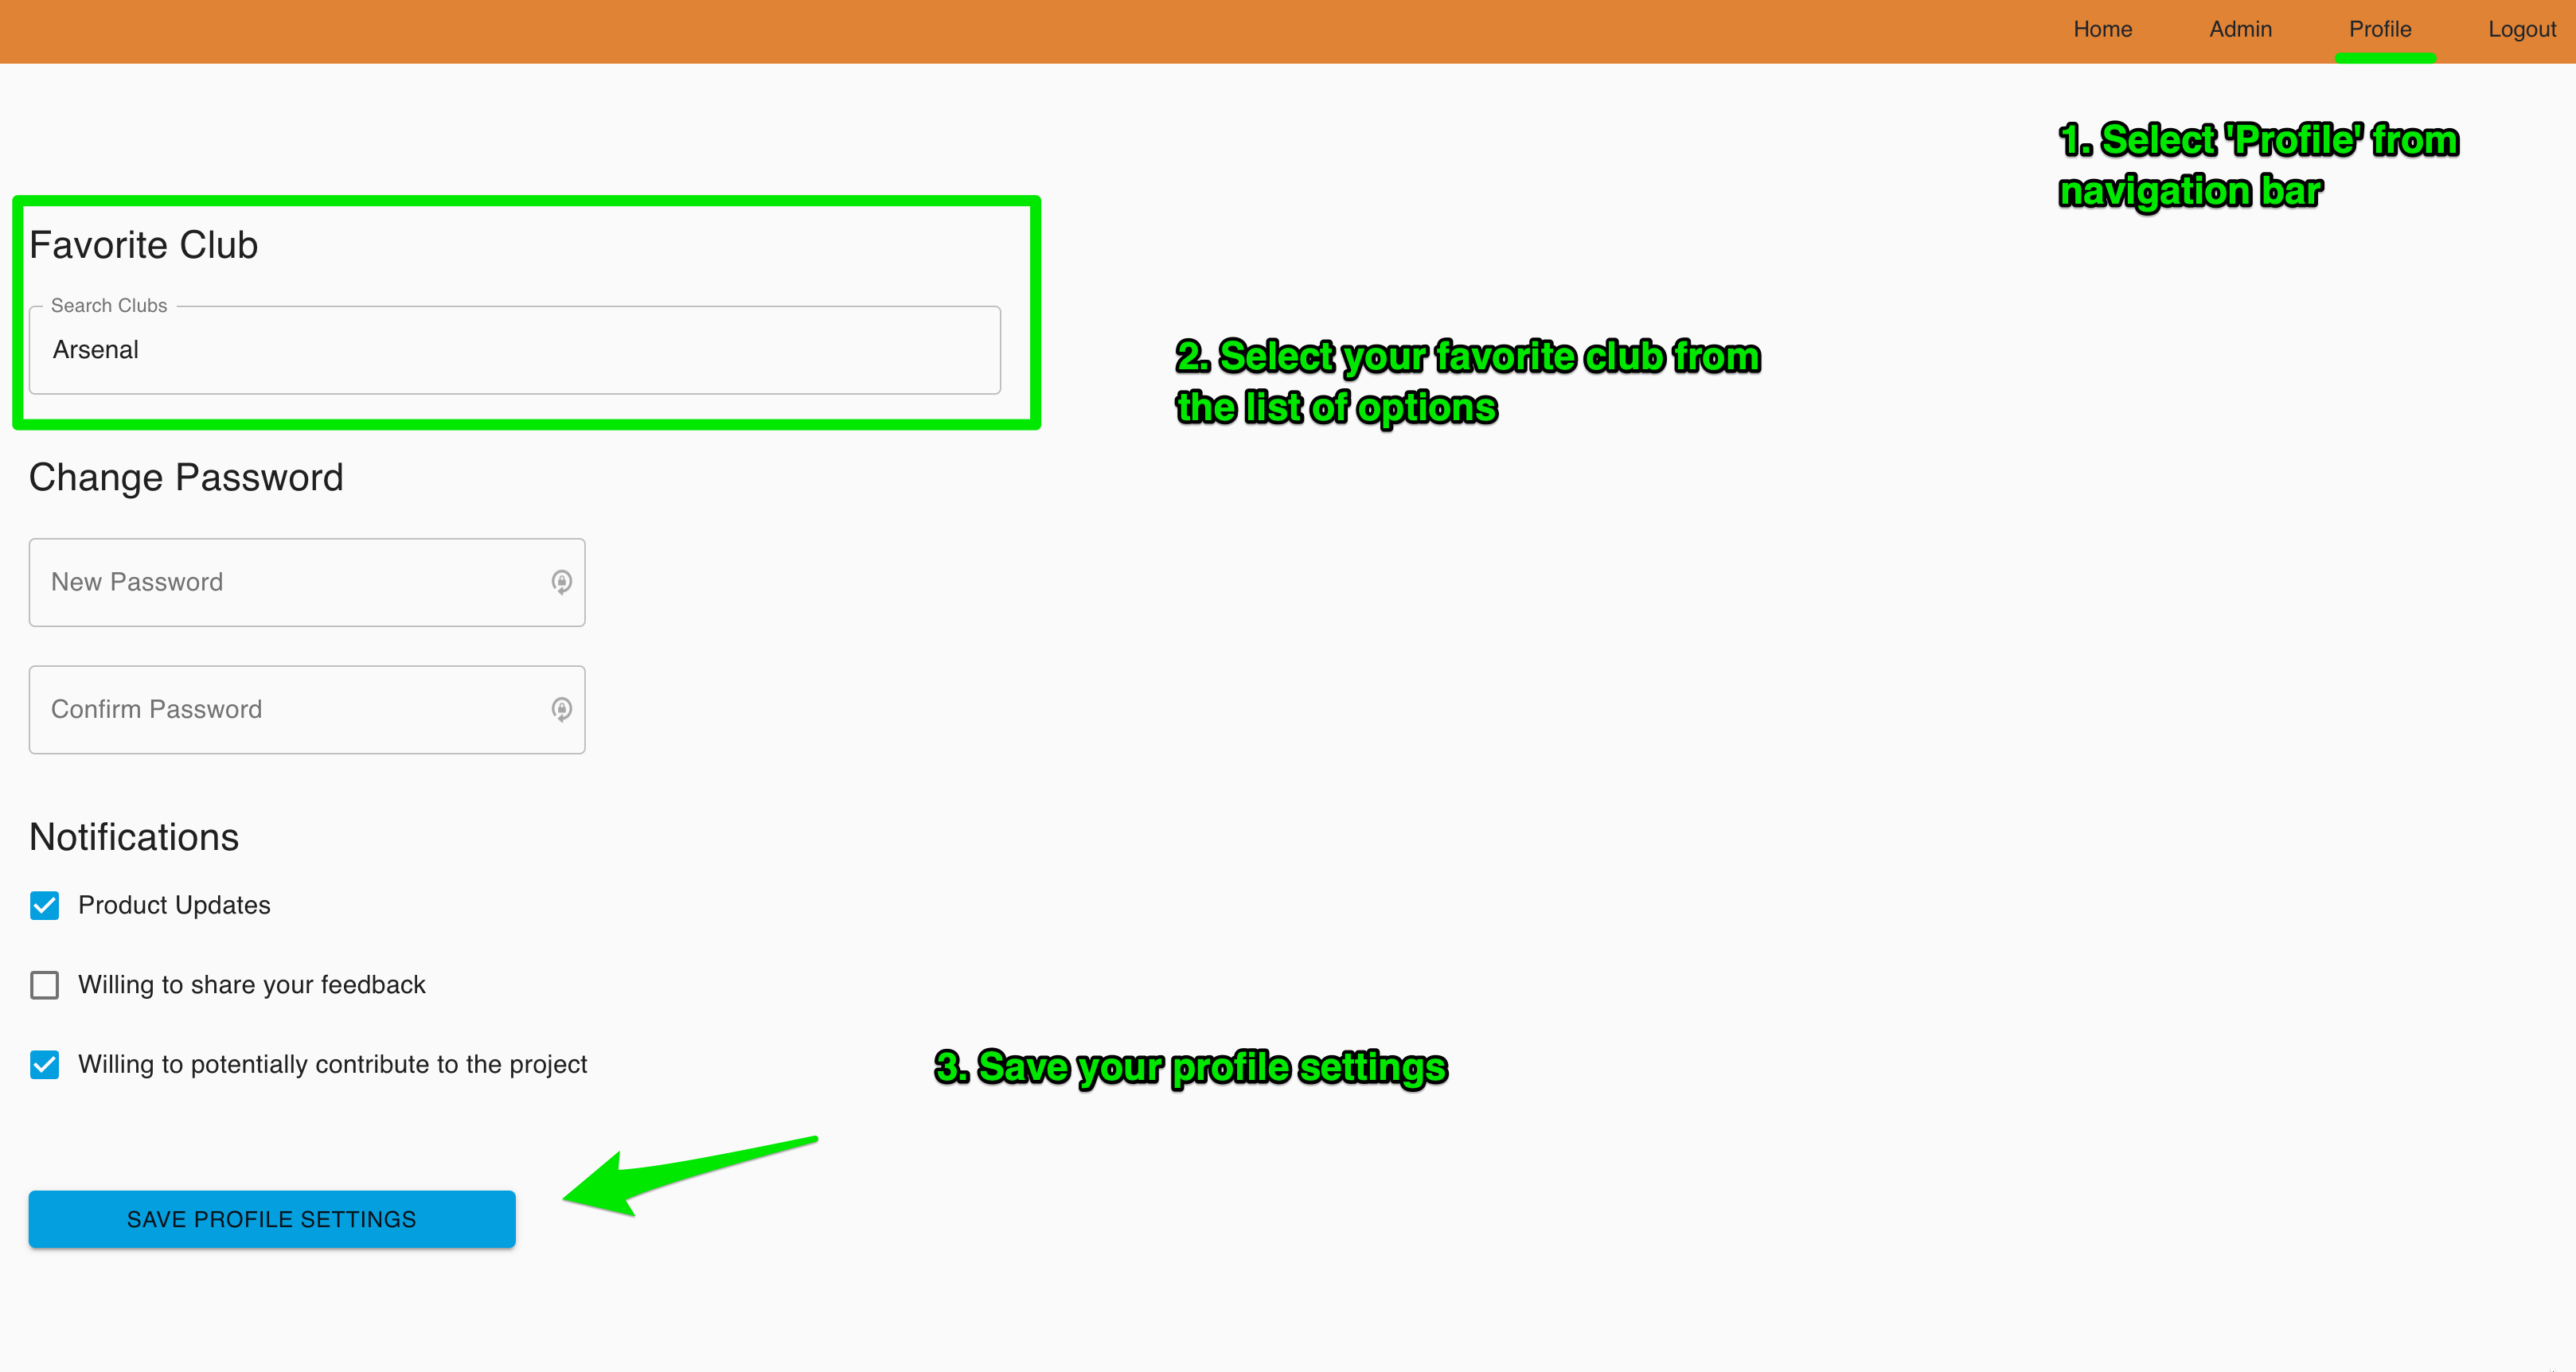 Home Admin Profile Logout
1. Select 'Profile' from
navigation bar
Favorite Club
Search Clubs
Arsenal
2. Select your favorite club from
the list of options
Change Password
New Password
Confirm Password
Notifications
Product Updates
Willing to share your feedback
Willing to potentially contribute to the project
3. Save your profile settings
SAVE PROFILE SETTINGS